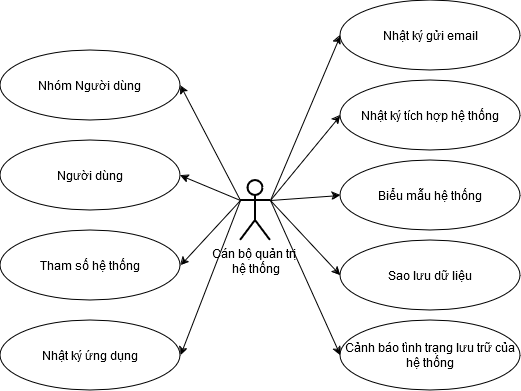 Nhật ký gửi email
Nhóm Người dùng
Nhật ký tích hợp hệ thống
Người dùng
Biểu mẫu hệ thống
Cán bộ quản trị
hệ thống
Tham số hệ thống
Sao lưu dữ liệu
Nhật ký ứng dụng
Cảnh báo tình trạng lưu trữ của
hệ thống